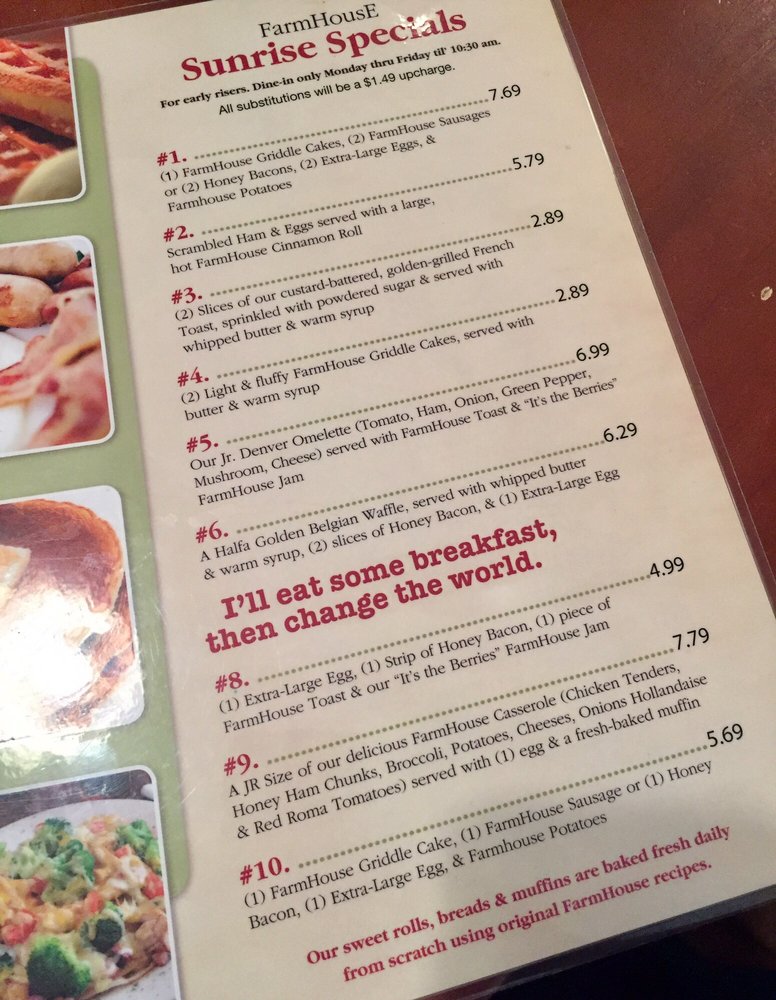 FarmHousE
Sunrise Specials
For early risers. Dine-in only Monday thru Friday til' 10:30 am.
All substitutions will be a $1.49 upcharge.
#1. 7.69
(1) FarmHouse Griddle Cakes, (2) FarmHouse Sausages
or (2) Honey Bacons, (2) Extra-Large Eggs, &
Farmhouse Potatoes
#2. 5.79
Scrambled Ham & Eggs served with a large,
hot FarmHouse Cinnamon Roll
#3. 2.89
(2) Slices of our custard-battered, golden-grilled French
Toast, sprinkled with powdered sugar & served with
whipped butter & warm syrup
#4. 2.89
(2) Light & fluffy FarmHouse Griddle Cakes, served with
butter & warm syrup
#5. 6.99
Our Jr. Denver Omelette (Tomato, Ham, Onion, Green Pepper,
Mushroom, Cheese) served with FarmHouse Toast & "It's the Berries"
FarmHouse Jam
#6. 6.29
A Halfa Golden Belgian Waffle, served with whipped butter
& warm syrup, (2) slices of Honey Bacon, & (1) Extra-Large Egg
I'll eat some breakfast,
then change the world.
#8. 4.99
(1) Extra-Large Egg, (1) Strip of Honey Bacon, (1) piece of
FarmHouse Toast & our "It's the Berries" FarmHouse Jam
#9. 7.79
A JR Size of our delicious FarmHouse Casserole (Chicken Tenders,
Honey Ham Chunks, Broccoli, Potatoes, Cheeses, Onions Hollandaise
& Red Roma Tomatoes) served with (1) egg & a fresh-baked muffin
#10. 5.69
(1) FarmHouse Griddle Cake, (1) FarmHouse Sausage or (1) Honey
Bacon, (1) Extra-Large Egg, & Farmhouse Potatoes
Our sweet rolls, breads & muffins are baked fresh daily
from scratch using original FarmHouse recipes.